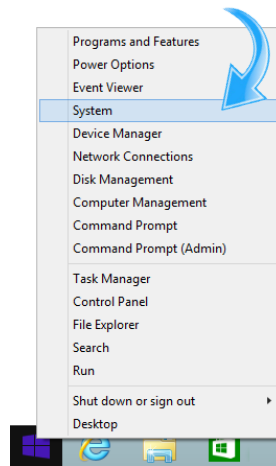 Programs and Features
Power Options
Event Viewer
System
Device Manager
Network Connections
Disk Management
Computer Management
Command Prompt
Command Prompt (Admin)
Task Manager
Control Panel
File Explorer
Search
Run
Shut down or sign out
Desktop